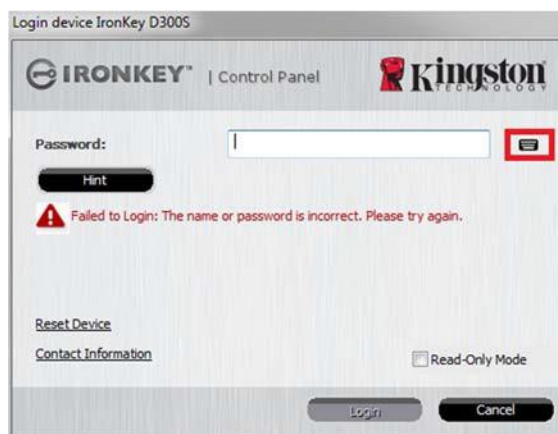 Login device IronKey D300S
IRONKEY™ | Control Panel
Kingston
TECHNOLOGY
Password:
Hint
Failed to Login: The name or password is incorrect. Please try again.
Reset Device
Contact Information
Read-Only Mode
Login
Cancel